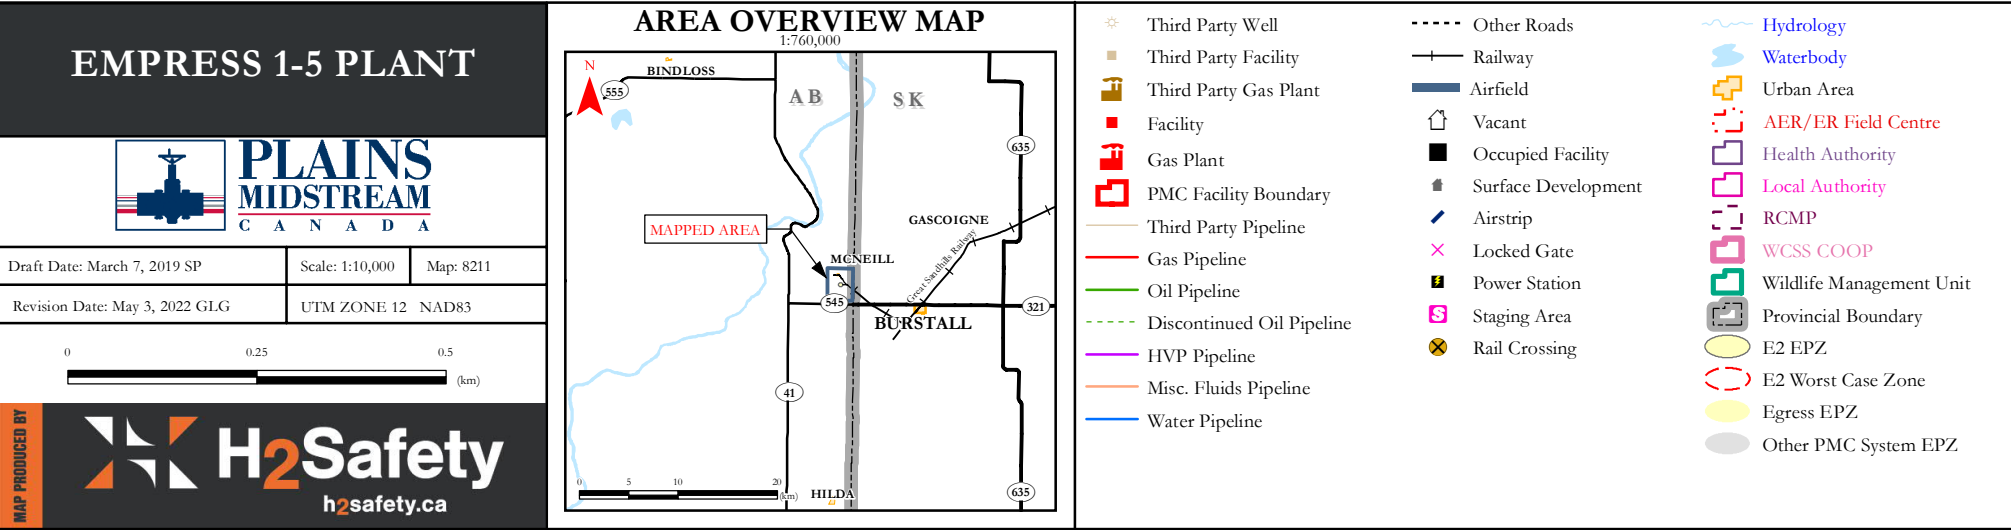 EMPRESS 1-5 PLANT
PLAINS
MIDSTREAM
CANADA
Draft Date: March 7, 2019 SP
Scale: 1:10,000
Map: 8211
Revision Date: May 3, 2022 GLG
UTM ZONE 12 NAD83
0 0.25 0.5
(km)
MAP PRODUCED BY
H2Safety
h2safety.ca
AREA OVERVIEW MAP
1:760,000
N
BINDLOSS
555
AB
SK
635
GASCOIGNE
MAPPED AREA
Great Sandhills Railway
MCNEILL
545
321
BURSTALL
41
0 5 10 20
(km)
HILDA
635
Third Party Well
Third Party Facility
Third Party Gas Plant
Facility
Gas Plant
PMC Facility Boundary
Third Party Pipeline
Gas Pipeline
Oil Pipeline
Discontinued Oil Pipeline
HVP Pipeline
Misc. Fluids Pipeline
Water Pipeline
Other Roads
Railway
Airfield
Vacant
Occupied Facility
Surface Development
Airstrip
Locked Gate
Power Station
S
Staging Area
Rail Crossing
Hydrology
Waterbody
Urban Area
AER/ER Field Centre
Health Authority
Local Authority
RCMP
WCSS COOP
Wildlife Management Unit
Provincial Boundary
E2 EPZ
E2 Worst Case Zone
Egress EPZ
Other PMC System EPZ